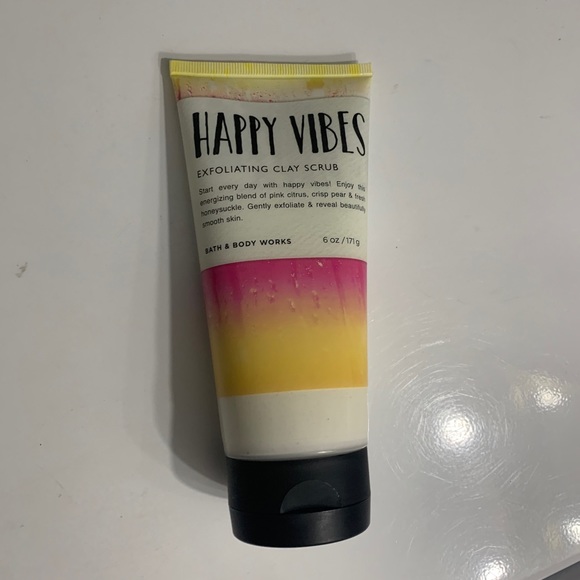 HAPPY VIBES
EXFOLIATING CLAY SCRUB
Start every day with happy vibes! Enjoy this
energizing blend of pink citrus, crisp pear & fresh
honeysuckle. Gently exfoliate & reveal beautifully
smooth skin.
BATH & BODY WORKS 6 oz / 171 g